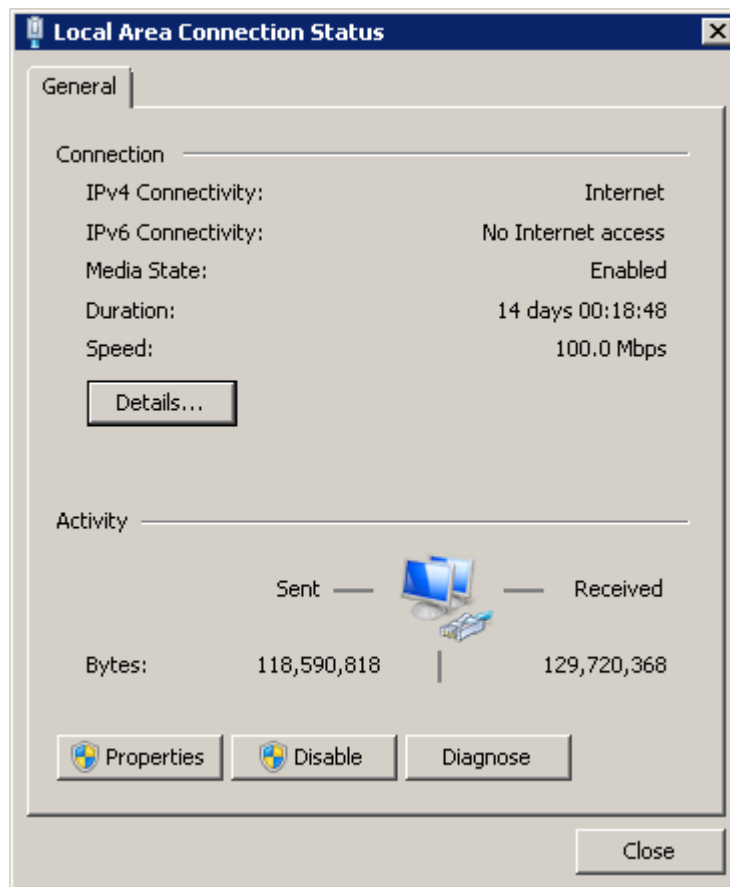 Local Area Connection Status
General
Connection
IPv4 Connectivity: Internet
IPv6 Connectivity: No Internet access
Media State: Enabled
Duration: 14 days 00:18:48
Speed: 100.0 Mbps
Details...
Activity
Sent Received
Bytes: 118,590,818 129,720,368
Properties Disable Diagnose
Close